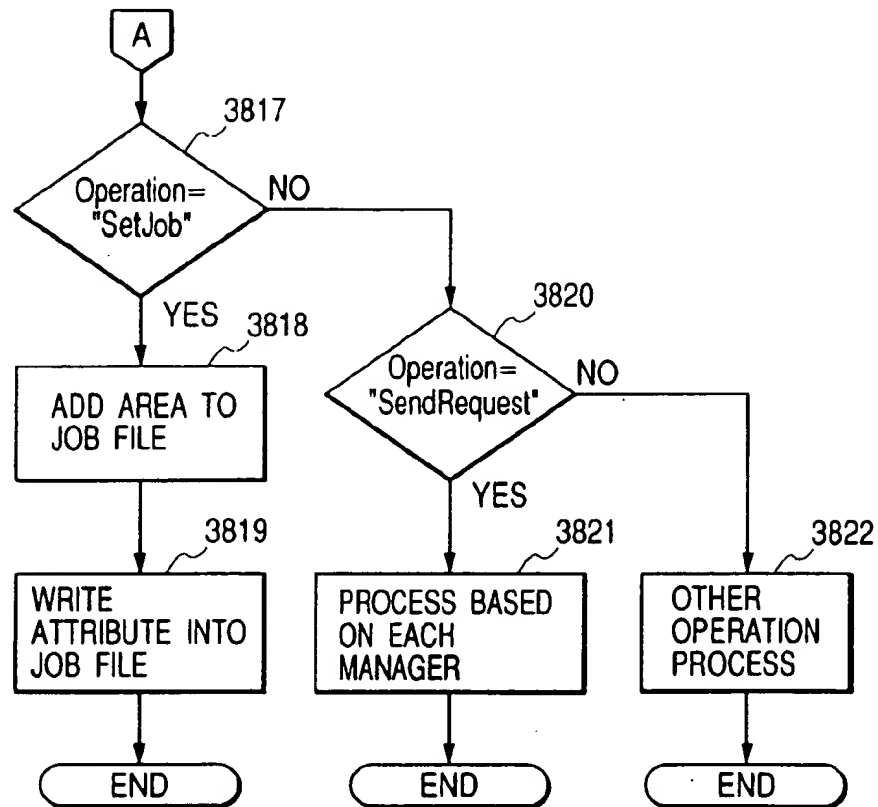 A
3817
Operation=
"SetJob"
NO
YES
3818
ADD AREA TO
JOB FILE
3819
WRITE
ATTRIBUTE INTO
JOB FILE
END
3820
Operation=
"SendRequest"
NO
YES
3821
PROCESS BASED
ON EACH
MANAGER
END
3822
OTHER
OPERATION
PROCESS
END